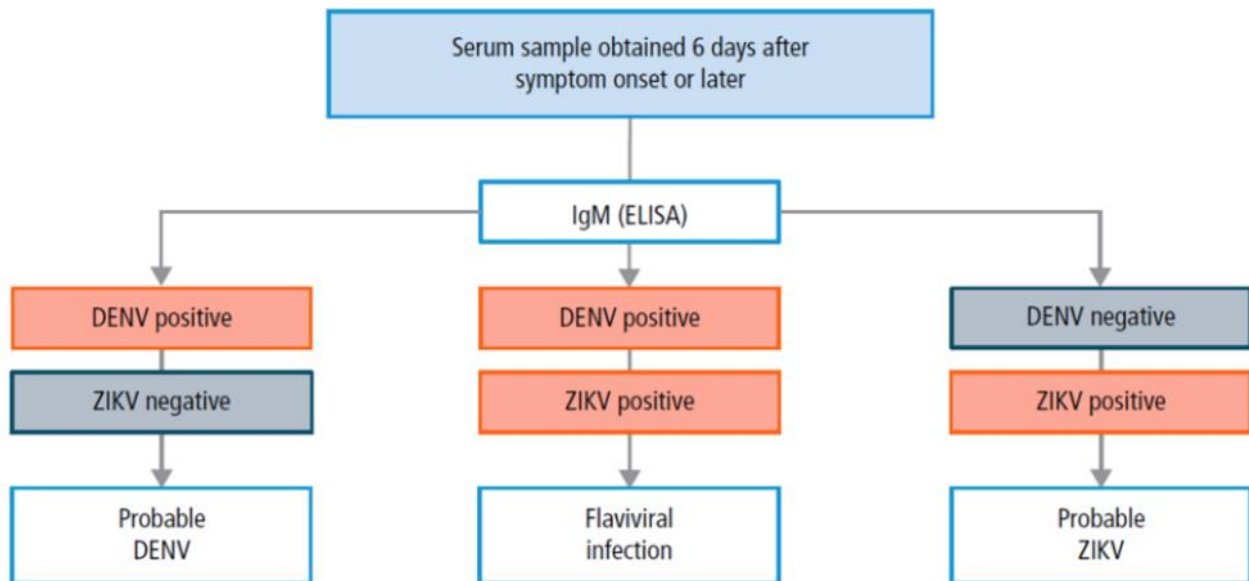 Serum sample obtained 6 days after
symptom onset or later
IgM (ELISA)
DENV positive
DENV positive
DENV negative
ZIKV negative
ZIKV positive
ZIKV positive
Probable
DENV
Flaviviral
infection
Probable
ZIKV